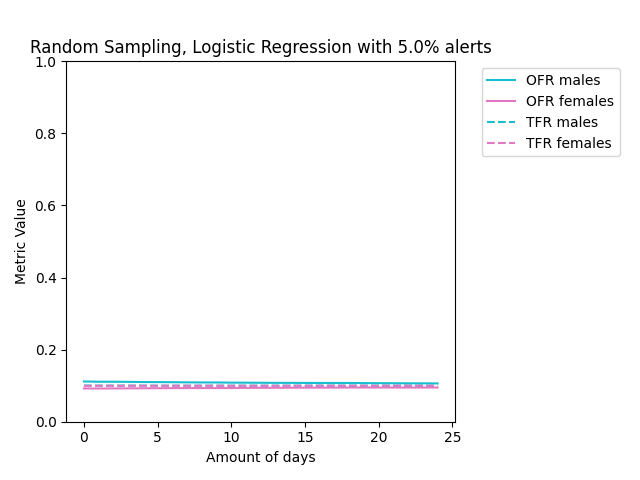 Random Sampling, Logistic Regression with 5.0% alerts
1.0
0.8
0.6
0.4
0.2
0.0
Metric Value
0
5
10
15
20
25
Amount of days
OFR males
OFR females
TFR males
TFR females